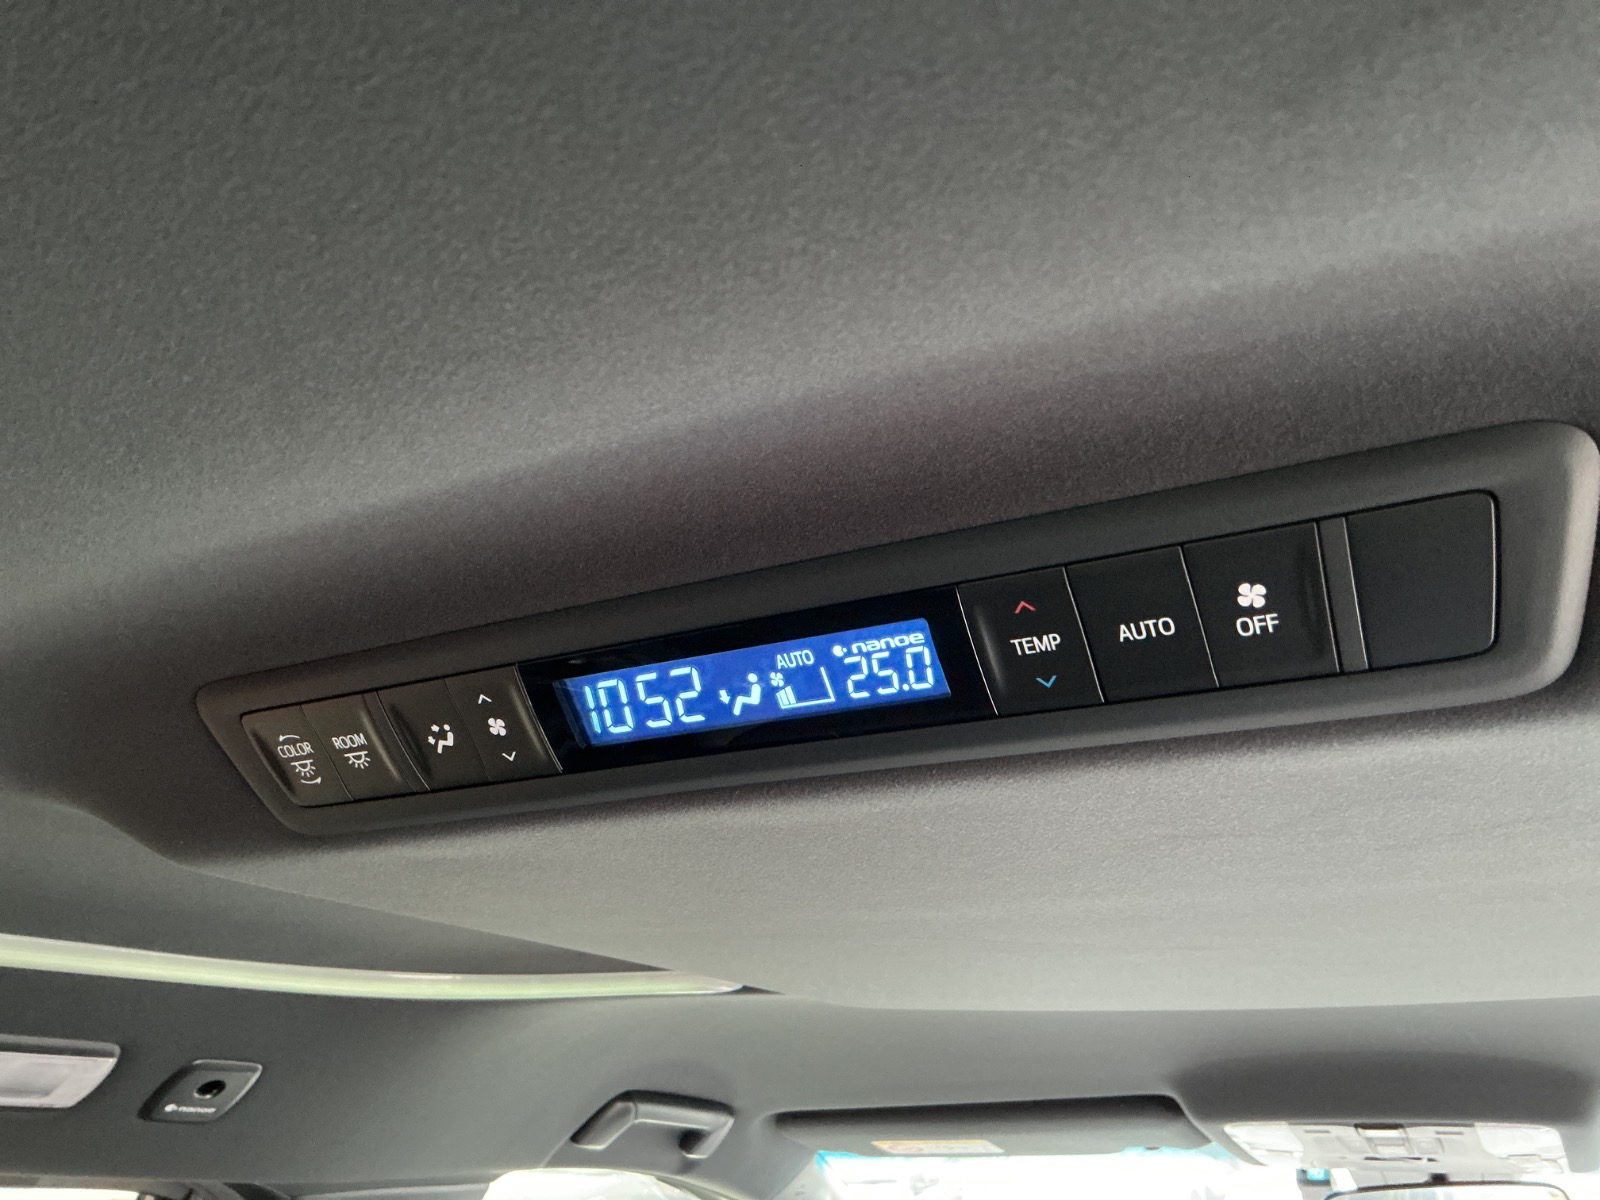 COLOR
ROOM
10 52
AUTO
nanoe
25.0
TEMP
AUTO
OFF
nanoe